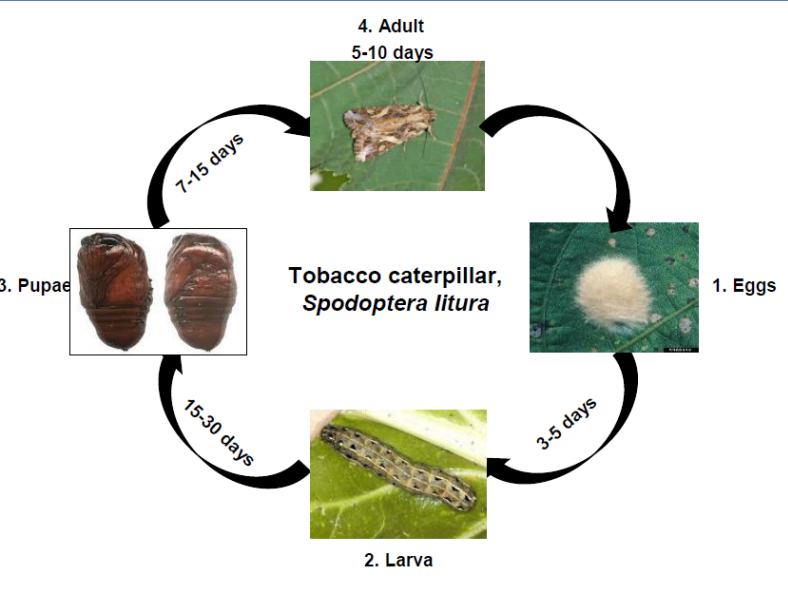 4. Adult
5-10 days
7-15 days
3. Pupae
Tobacco caterpillar,
Spodoptera litura
1. Eggs
15-30 days
3-5 days
2. Larva